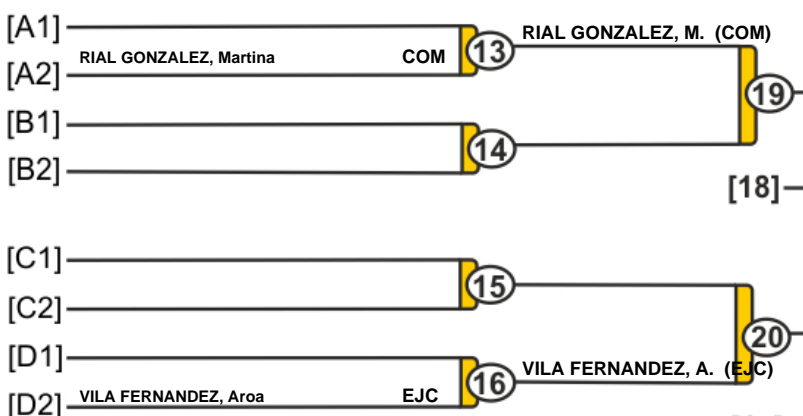 [A1]
RIAL GONZALEZ, Martina COM
[A2]
13
RIAL GONZALEZ, M. (COM)
19
[B1]
14
[B2]
[18]
[C1]
15
[C2]
20
[D1]
16
VILA FERNANDEZ, A. (EJC)
VILA FERNANDEZ, Aroa EJC
[D2]